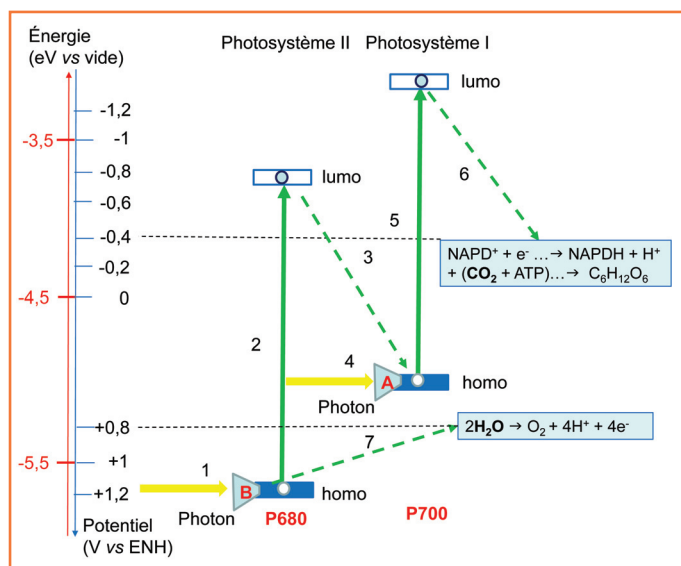 Énergie
(eV vs vide)
Photosystème II
Photosystème I
lumo
-1,2
-3,5
-1
-0,8
lumo
6
-0,6
5
-0,4
NAPD⁺ + e⁻ …→ NAPDH + H⁺
+ (CO₂ + ATP)…→ C₆H₁₂O₆
3
-0,2
-4,5
0
2
4
A
homo
Photon
+0,8
2H₂O → O₂ + 4H⁺ + 4e⁻
7
-5,5
+1
1
+1,2
B
homo
Potentiel
(V vs ENH)
Photon
P680
P700